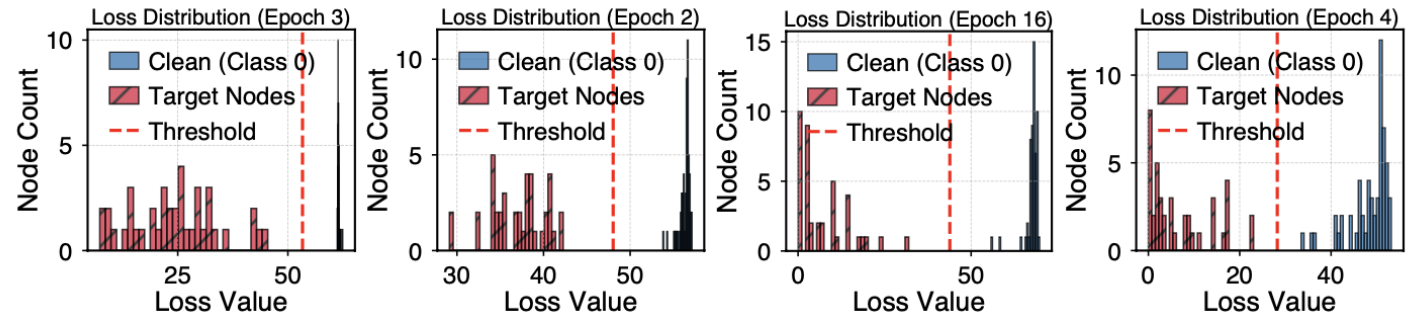 Loss Distribution (Epoch 3)
Node Count
10
5
0
Clean (Class 0)
Target Nodes
Threshold
25
50
Loss Value
Loss Distribution (Epoch 2)
Node Count
10
5
0
Clean (Class 0)
Target Nodes
Threshold
30
40
50
Loss Value
Loss Distribution (Epoch 16)
Node Count
15
10
5
0
Clean (Class 0)
Target Nodes
Threshold
0
50
Loss Value
Loss Distribution (Epoch 4)
Node Count
10
5
0
Clean (Class 0)
Target Nodes
Threshold
0
20
40
Loss Value